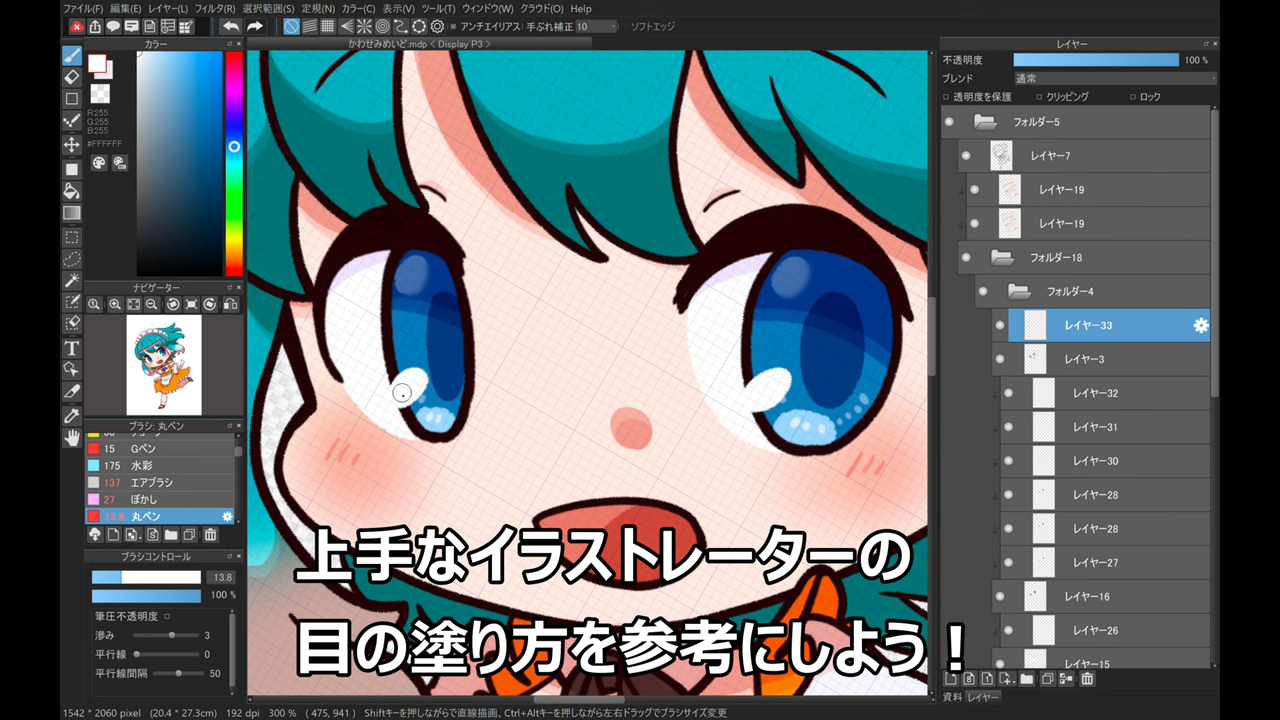 ファイル(F) 編集(E) レイヤー(L) フィルタ(R) 選択範囲(S) 定規(N) カラー(C) 表示(V) ツール(T) ウィンドウ(W) クラウド(O) Help
アンチエイリアス 手ぶれ補正 10 ソフトエッジ
かわせみめいど.mdp < Display P3 >
カラー
R255
G255
B255
#FFFFFF
ナビゲーター
ブラシ: 丸ペン
15 Gペン
175 水彩
137 エアブラシ
27 ぼかし
13.8 丸ペン
ブラシコントロール
13.8
100 %
筆圧不透明度
滲み 3
平行線 0
平行線間隔 50
レイヤー
不透明度 100 %
ブレンド 通常
透明度を保護 クリッピング ロック
フォルダー5
レイヤー7
レイヤー19
レイヤー19
フォルダー18
フォルダー4
レイヤー33
レイヤー3
レイヤー32
レイヤー31
レイヤー30
レイヤー28
レイヤー28
レイヤー27
レイヤー16
レイヤー26
レイヤー15
資料 レイヤー
上手なイラストレーターの
目の塗り方を参考にしよう！
1542 * 2060 pixel (20.4 * 27.3cm) 192 dpi 300 % ( 475, 941 ) Shiftキーを押しながらで直線描画、Ctrl+Altキーを押しながら左右ドラッグでブラシサイズ変更